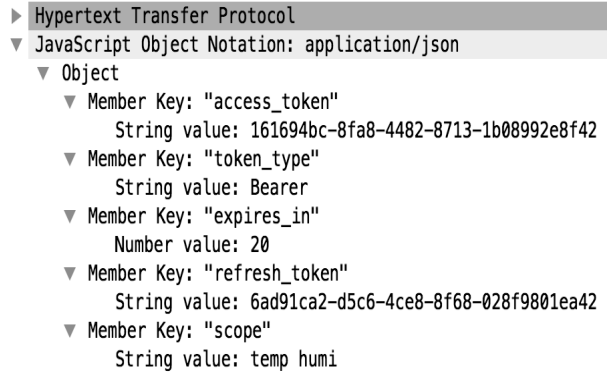 Hypertext Transfer Protocol
JavaScript Object Notation: application/json
Object
Member Key: "access_token"
String value: 161694bc-8fa8-4482-8713-1b08992e8f42
Member Key: "token_type"
String value: Bearer
Member Key: "expires_in"
Number value: 20
Member Key: "refresh_token"
String value: 6ad91ca2-d5c6-4ce8-8f68-028f9801ea42
Member Key: "scope"
String value: temp humi